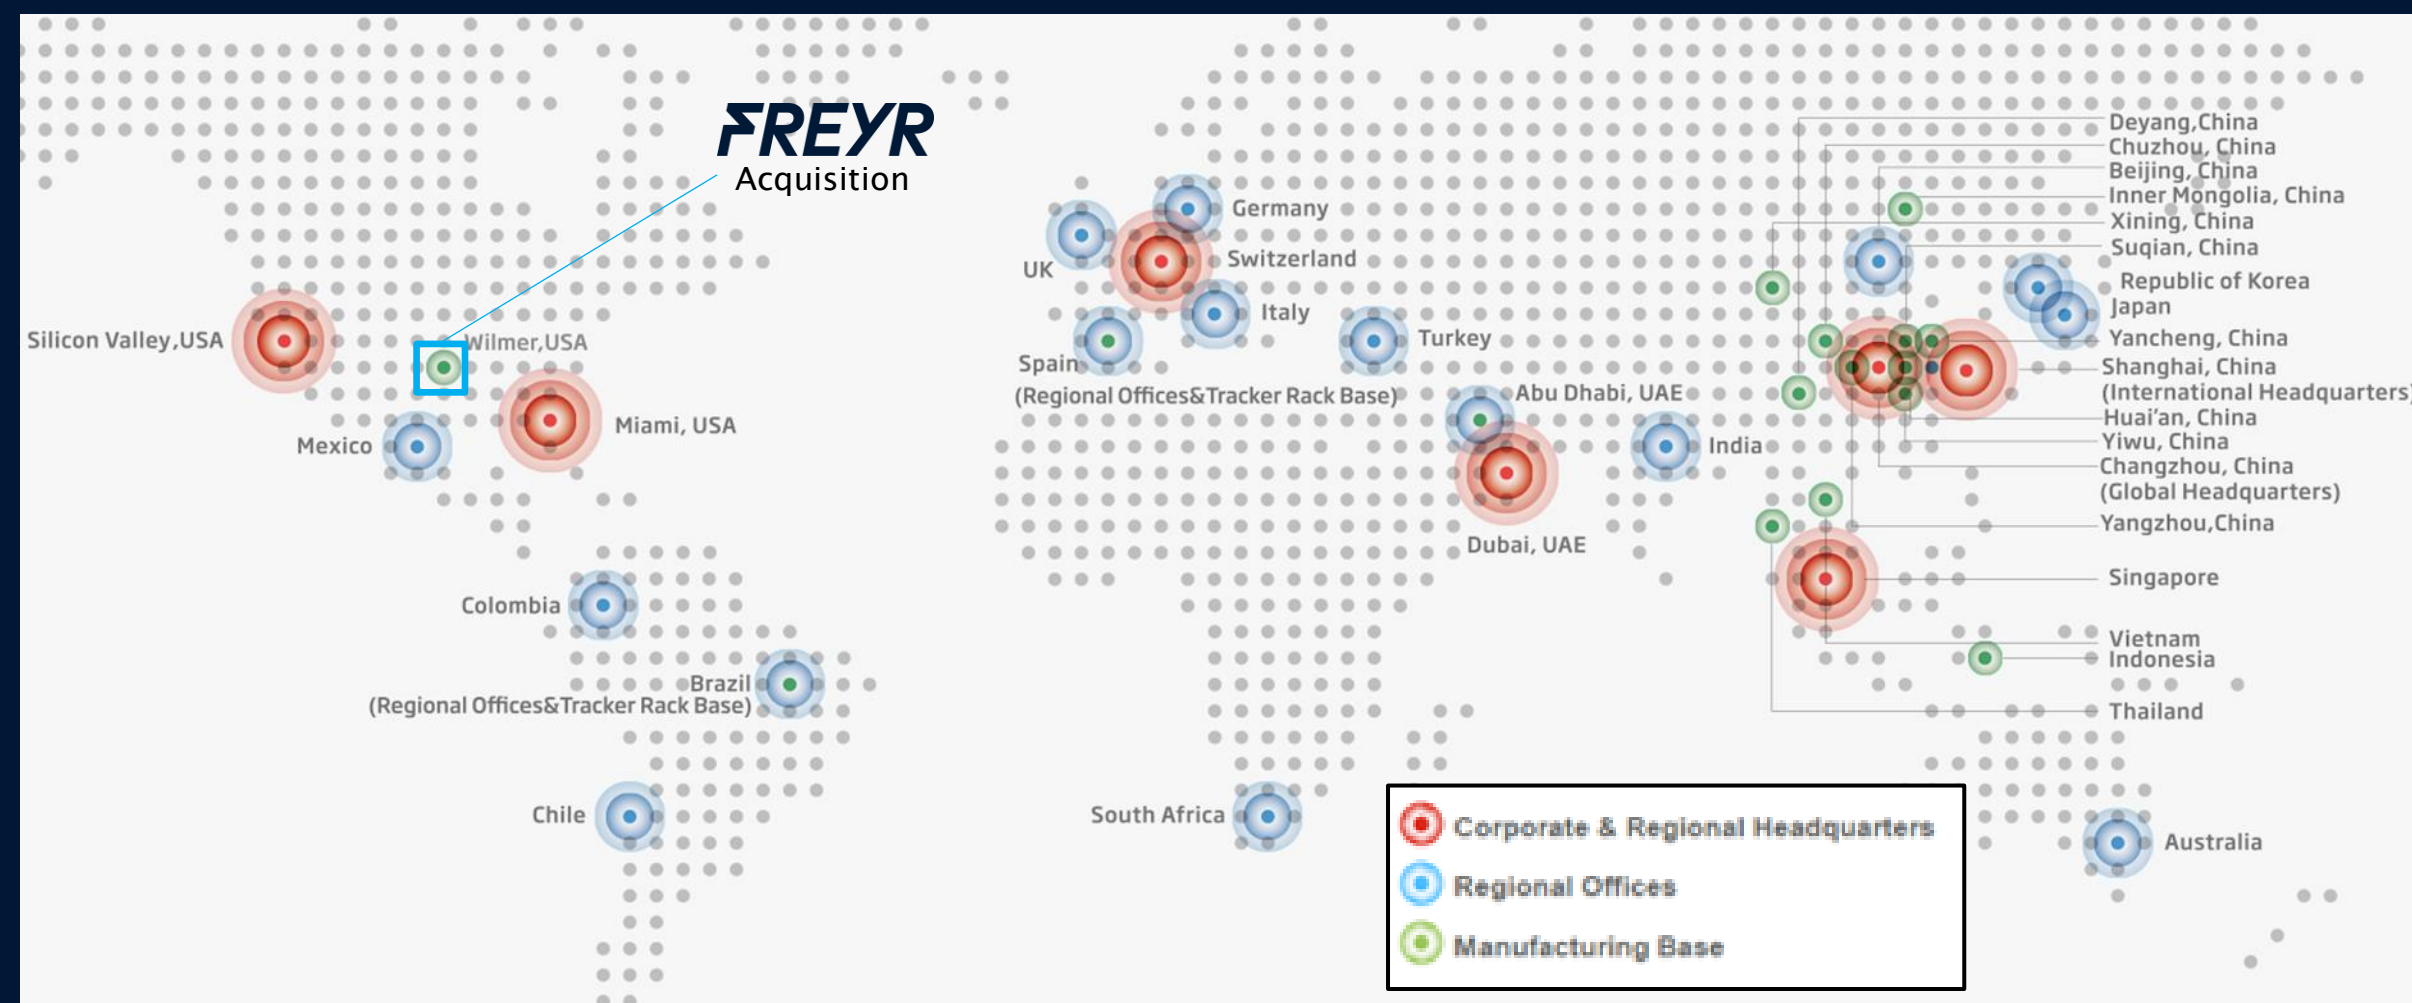 FREYR
Acquisition
Silicon Valley,USA
Wilmer,USA
Miami, USA
Mexico
Colombia
Brazil
(Regional Offices&Tracker Rack Base)
Chile
Germany
Switzerland
UK
Italy
Spain
(Regional Offices&Tracker Rack Base)
Turkey
Abu Dhabi, UAE
Dubai, UAE
India
South Africa
Deyang,China
Chuzhou, China
Beijing, China
Inner Mongolia, China
Xining, China
Suqian, China
Republic of Korea
Japan
Yancheng, China
Shanghai, China
(International Headquarters)
Huai'an, China
Yiwu, China
Changzhou, China
(Global Headquarters)
Yangzhou,China
Singapore
Vietnam
Indonesia
Thailand
Australia
Corporate & Regional Headquarters
Regional Offices
Manufacturing Base